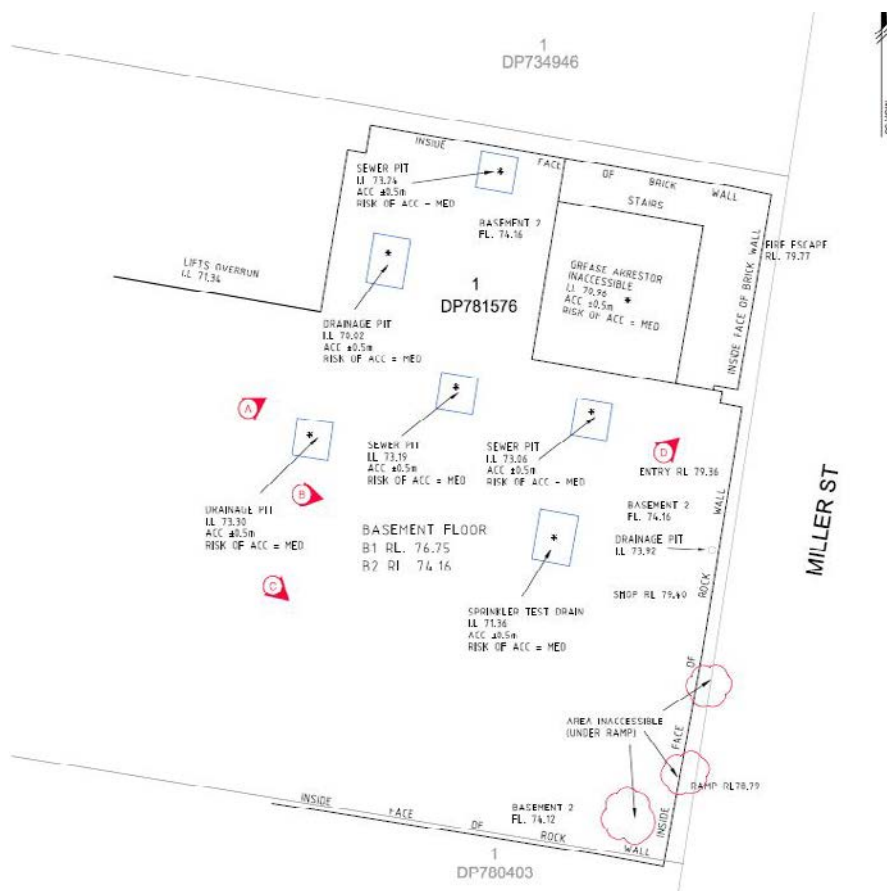 1
DP734946
INSIDE FACE OF BRICK WALL
SEWER PIT
I.L 73.24
ACC ±0.5m
RISK OF ACC - MED
STAIRS
BASEMENT 2
FL. 74.16
FIRE ESCAPE
RL. 79.77
LIFTS OVERRUN
I.L 71.34
GREASE ARRESTOR
INACCESSIBLE
I.L 70.96
ACC ±0.5m
RISK OF ACC = MED
INSIDE FACE OF BRICK WALL
1
DP781576
DRAINAGE PIT
I.L 70.02
ACC ±0.5m
RISK OF ACC = MED
A
SEWER PIT
I.L 73.19
ACC ±0.5m
RISK OF ACC = MED
SEWER PIT
I.L 73.06
ACC ±0.5m
RISK OF ACC - MED
D
ENTRY RL 79.36
B
DRAINAGE PIT
I.L 73.30
ACC ±0.5m
RISK OF ACC = MED
BASEMENT FLOOR
B1 RL. 76.75
B2 RL 74.16
BASEMENT 2
FL. 74.16
DRAINAGE PIT
I.L 73.92
MILLER ST
C
SHOP RL 79.40
SPRINKLER TEST DRAIN
I.L 71.36
ACC ±0.5m
RISK OF ACC = MED
INSIDE FACE OF ROCK WALL
AREA INACCESSIBLE
(UNDER RAMP)
RAMP RL78.79
BASEMENT 2
FL. 74.12
INSIDE FACE OF ROCK WALL
1
DP780403